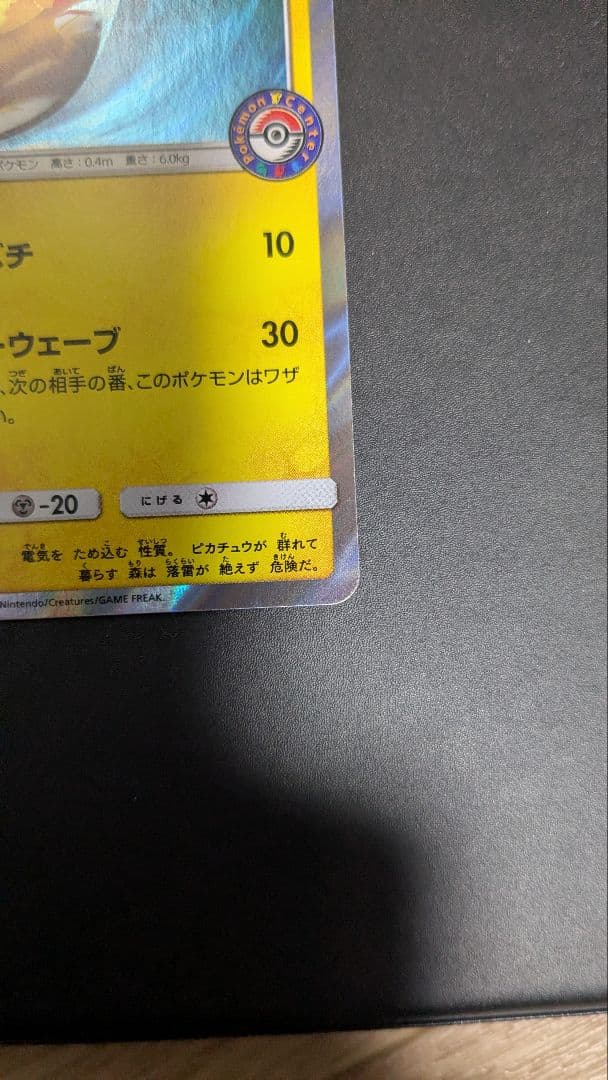 Pokémon Center
ポケモン 高さ：0.4m 重さ：6.0kg
バチ 10
ーウェーブ 30
、次の相手の番、このポケモンはワザ
い。
-20 にげる
電気を ため込む 性質。 ピカチュウが 群れて
暮らす 森は 落雷が 絶えず 危険だ。
Nintendo/Creatures/GAME FREAK.